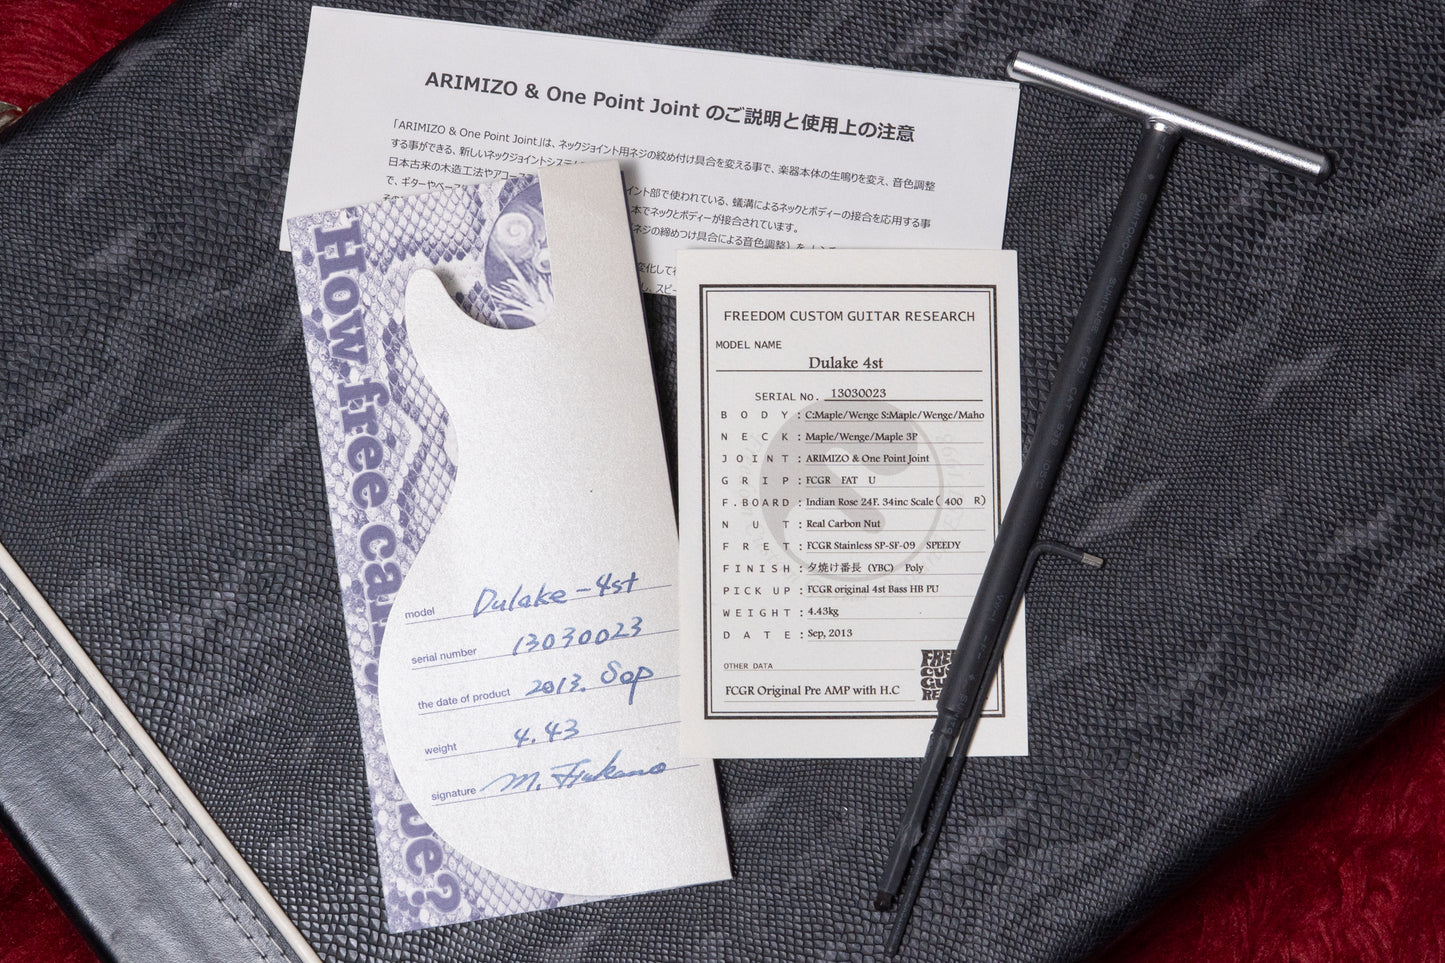 ARIMIZO & One Point Joint のご説明と使用上の注意
「ARIMIZO & One Point Joint」は、ネックジョイント用ネジの絞め付け具合を変える事で、楽器本体の生鳴りを変え、音色調整
する事ができる、新しいネックジョイントシステム
日本古来の木造工法やアコース
イント部で使われている、蟻溝によるネックとボディーの接合を応用する事
で、ギターやベース
本でネックとボディーが接合されています。
ネジの締めつけ具合による音色調整）を
変化して
How free can
be?
model Dulake-4st
serial number 13030023
the date of product 2013. Sep
weight 4.43
signature
FREEDOM CUSTOM GUITAR RESEARCH
MODEL NAME
Dulake 4st
SERIAL No. 13030023
BODY: C:Maple/Wenge S:Maple/Wenge/Maho
NECK: Maple/Wenge/Maple 3P
JOINT: ARIMIZO & One Point Joint
GRIP: FCGR FAT U
F.BOARD: Indian Rose 24F. 34inc Scale ( 400 R)
NUT: Real Carbon Nut
FRET: FCGR Stainless SP-SF-09 SPEEDY
FINISH: 夕焼け番長 (YBC) Poly
PICK UP: FCGR original 4st Bass HB PU
WEIGHT: 4.43kg
DATE: Sep, 2013
OTHER DATA
FCGR Original Pre AMP with H.C